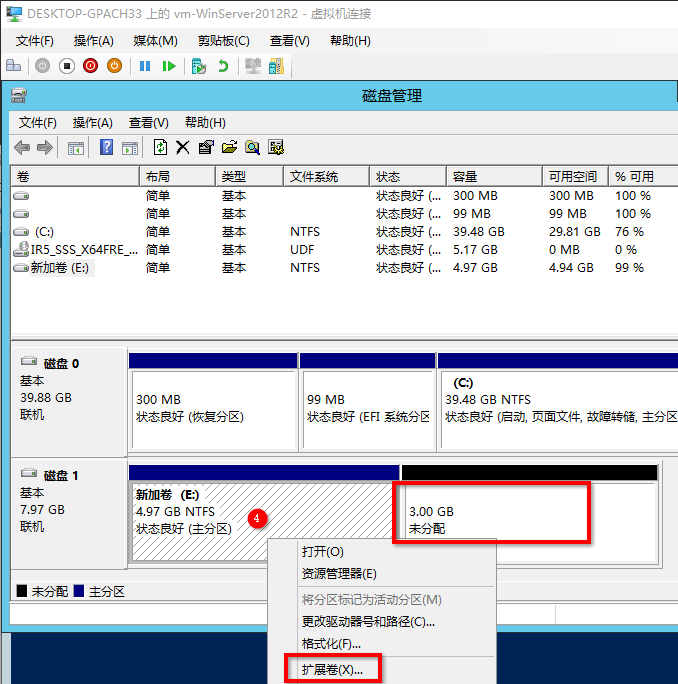 DESKTOP-GPACH33 上的 vm-WinServer2012R2 - 虚拟机连接
文件(F) 操作(A) 媒体(M) 剪贴板(C) 查看(V) 帮助(H)
磁盘管理
文件(F) 操作(A) 查看(V) 帮助(H)
卷 布局 类型 文件系统 状态 容量 可用空间 % 可用
简单 基本 状态良好 (... 300 MB 300 MB 100 %
简单 基本 状态良好 (... 99 MB 99 MB 100 %
(C:) 简单 基本 NTFS 状态良好 (... 39.48 GB 29.81 GB 76 %
IR5_SSS_X64FRE_... 简单 基本 UDF 状态良好 (... 5.17 GB 0 MB 0 %
新加卷 (E:) 简单 基本 NTFS 状态良好 (... 4.97 GB 4.94 GB 99 %
磁盘 0
基本
39.88 GB
联机
300 MB
状态良好 (恢复分区)
99 MB
状态良好 (EFI 系统分区
(C:)
39.48 GB NTFS
状态良好 (启动, 页面文件, 故障转储, 主分区
磁盘 1
基本
7.97 GB
联机
新加卷 (E:)
4.97 GB NTFS
状态良好 (主分区)
4
3.00 GB
未分配
打开(O)
资源管理器(E)
将分区标记为活动分区(M)
更改驱动器号和路径(C)...
格式化(F)...
扩展卷(X)...
未分配 主分区